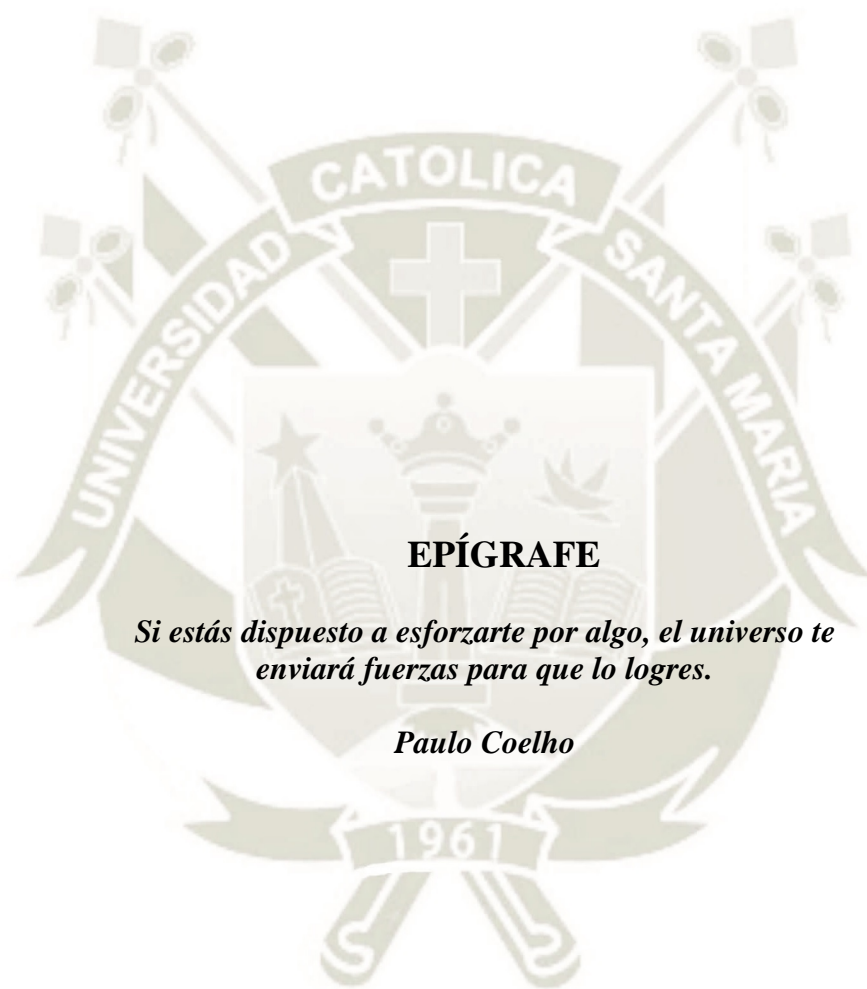 CATOLICA
UNIVERSIDAD
SANTA MARIA
EPÍGRAFE
Si estás dispuesto a esforzarte por algo, el universo te
enviará fuerzas para que lo logres.
Paulo Coelho
1961